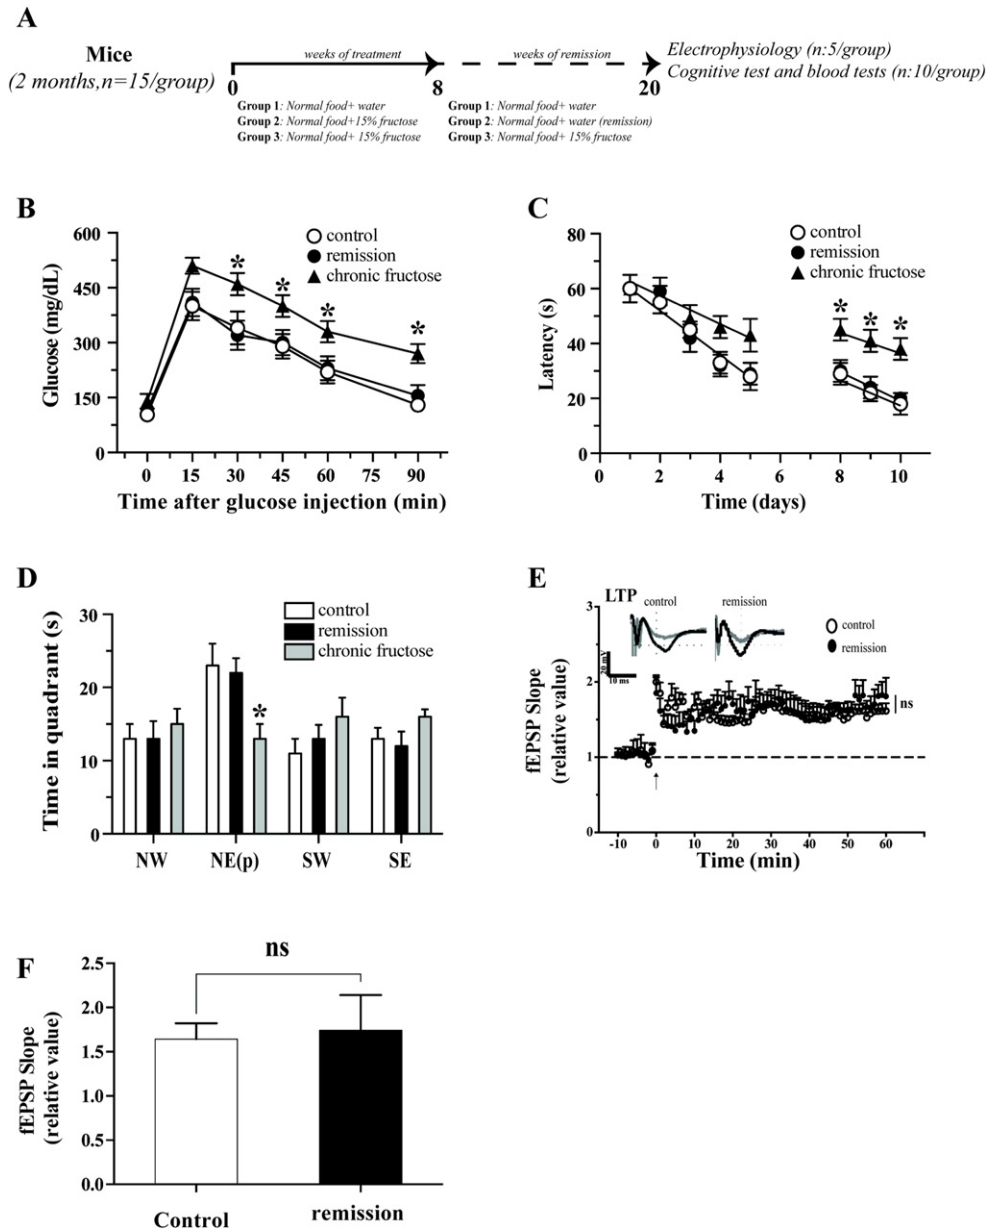 A
Mice
(2 months,n=15/group)
weeks of treatment
weeks of remission
0
8
20
Electrophysiology (n:5/group)
Cognitive test and blood tests (n:10/group)
Group 1: Normal food+ water
Group 2: Normal food+15% fructose
Group 3: Normal food+ 15% fructose
Group 1: Normal food+ water
Group 2: Normal food+ water (remission)
Group 3: Normal food+ 15% fructose
B
control
remission
chronic fructose
600
450
300
150
0
Glucose (mg/dL)
* * * *
0 15 30 45 60 75 90
Time after glucose injection (min)
C
control
remission
chronic fructose
80
60
40
20
0
Latency (s)
* * *
0 2 4 6 8 10
Time (days)
D
control
remission
chronic fructose
30
20
10
0
Time in quadrant (s)
*
NW NE(p) SW SE
E
LTP
control
remission
20 mV
10 ms
control
remission
3
2
1
0
fEPSP Slope
(relative value)
ns
-10 0 10 20 30 40 50 60
Time (min)
F
ns
2.5
2.0
1.5
1.0
0.5
0.0
fEPSP Slope
(relative value)
Control
remission